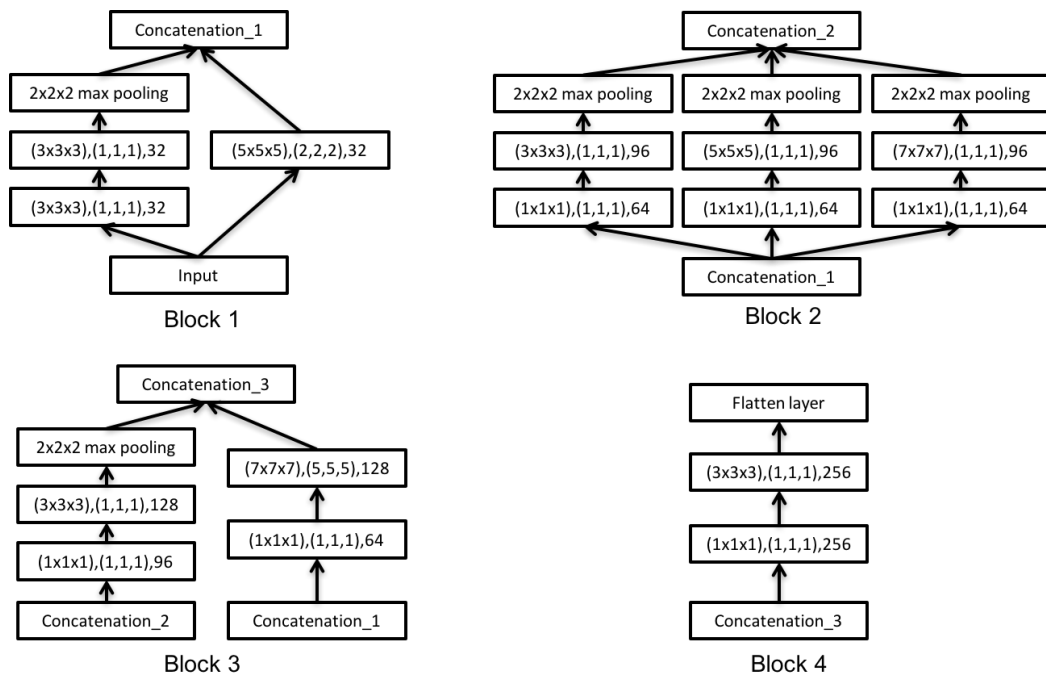 Concatenation_1
2x2x2 max pooling
(3x3x3),(1,1,1),32
(5x5x5),(2,2,2),32
(3x3x3),(1,1,1),32
Input
Block 1
Concatenation_2
2x2x2 max pooling
2x2x2 max pooling
2x2x2 max pooling
(3x3x3),(1,1,1),96
(5x5x5),(1,1,1),96
(7x7x7),(1,1,1),96
(1x1x1),(1,1,1),64
(1x1x1),(1,1,1),64
(1x1x1),(1,1,1),64
Concatenation_1
Block 2
Concatenation_3
2x2x2 max pooling
(7x7x7),(5,5,5),128
(3x3x3),(1,1,1),128
(1x1x1),(1,1,1),64
(1x1x1),(1,1,1),96
Concatenation_2
Concatenation_1
Block 3
Flatten layer
(3x3x3),(1,1,1),256
(1x1x1),(1,1,1),256
Concatenation_3
Block 4